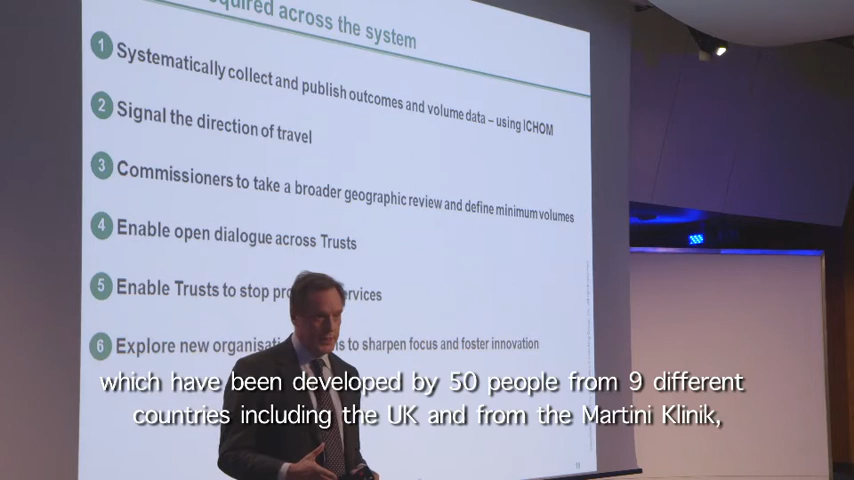 quired across the system
1 Systematically collect and publish outcomes and volume data – using ICHOM
2 Signal the direction of travel
3 Commissioners to take a broader geographic review and define minimum volumes
4 Enable open dialogue across Trusts
5 Enable Trusts to stop pro ervices
6 Explore new organisati s to sharpen focus and foster innovation
which have been developed by 50 people from 9 different
countries including the UK and from the Martini Klinik,